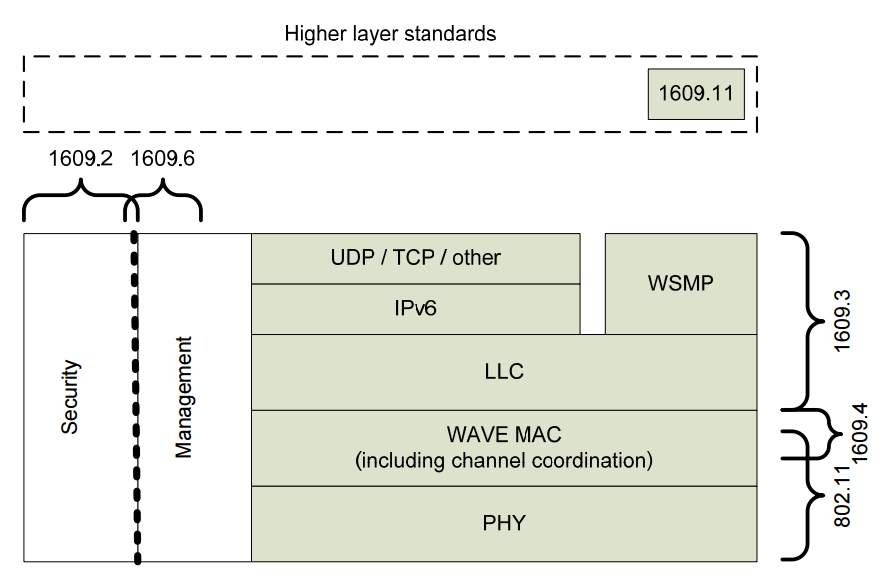 Higher layer standards
1609.11
1609.2
1609.6
UDP / TCP / other
WSMP
IPv6
1609.3
LLC
Security
Management
WAVE MAC
(including channel coordination)
1609.4
802.11
PHY